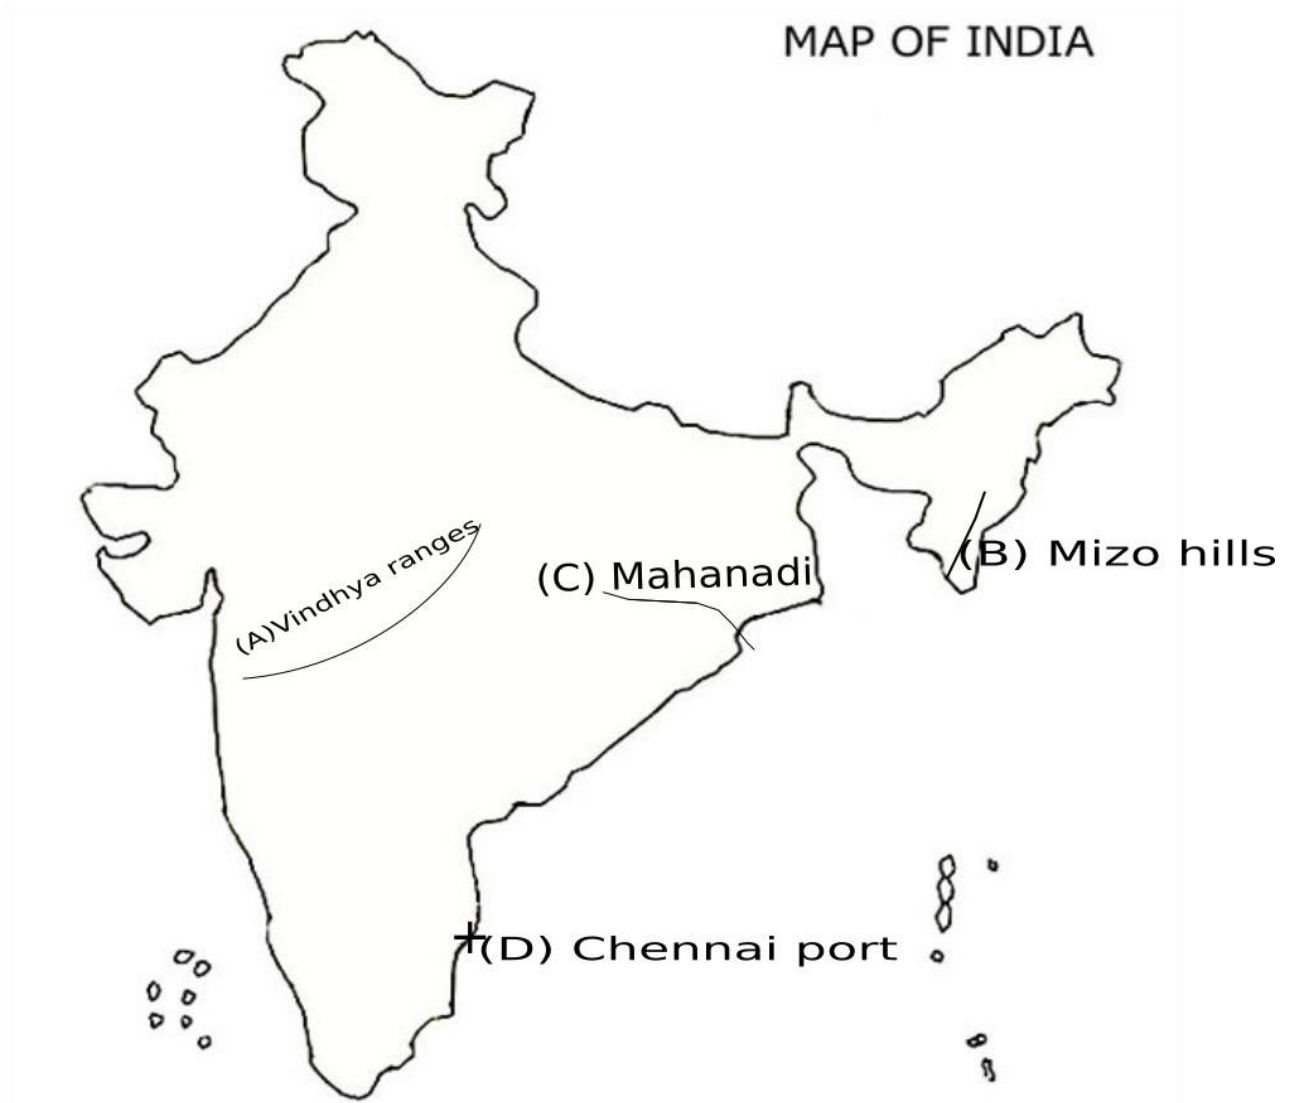 MAP OF INDIA
(A)Vindhya ranges
(B) Mizo hills
(C) Mahanadi
(D) Chennai port